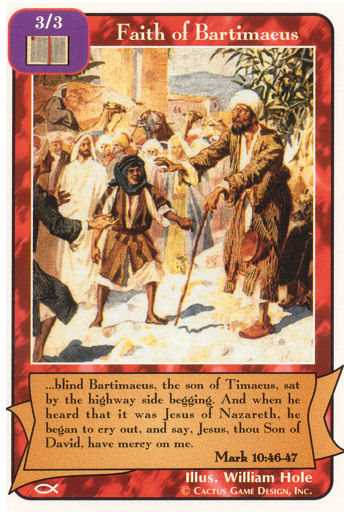 3/3
Faith of Bartimaeus
...blind Bartimaeus, the son of Timaeus, sat
by the highway side begging. And when he
heard that it was Jesus of Nazareth, he
began to cry out, and say, Jesus, thou Son of
David, have mercy on me.
Mark 10:46-47
Illus. William Hole
© Cactus Game Design, Inc.